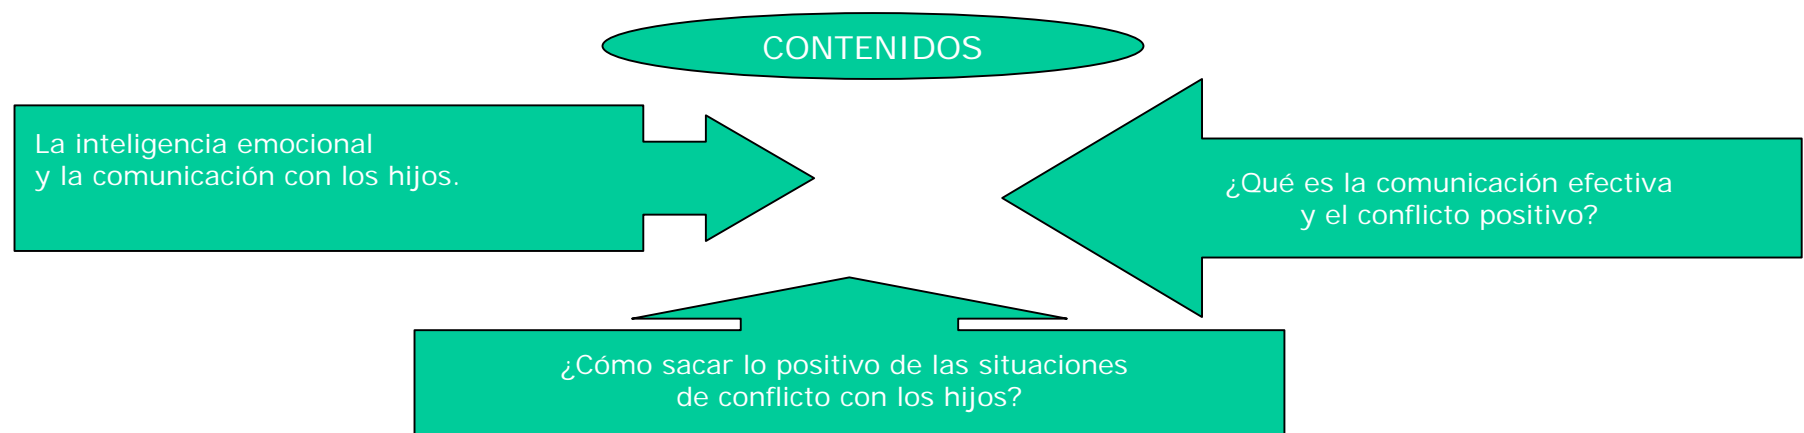 CONTENIDOS
La inteligencia emocional
y la comunicación con los hijos.
¿Qué es la comunicación efectiva
y el conflicto positivo?
¿Cómo sacar lo positivo de las situaciones
de conflicto con los hijos?